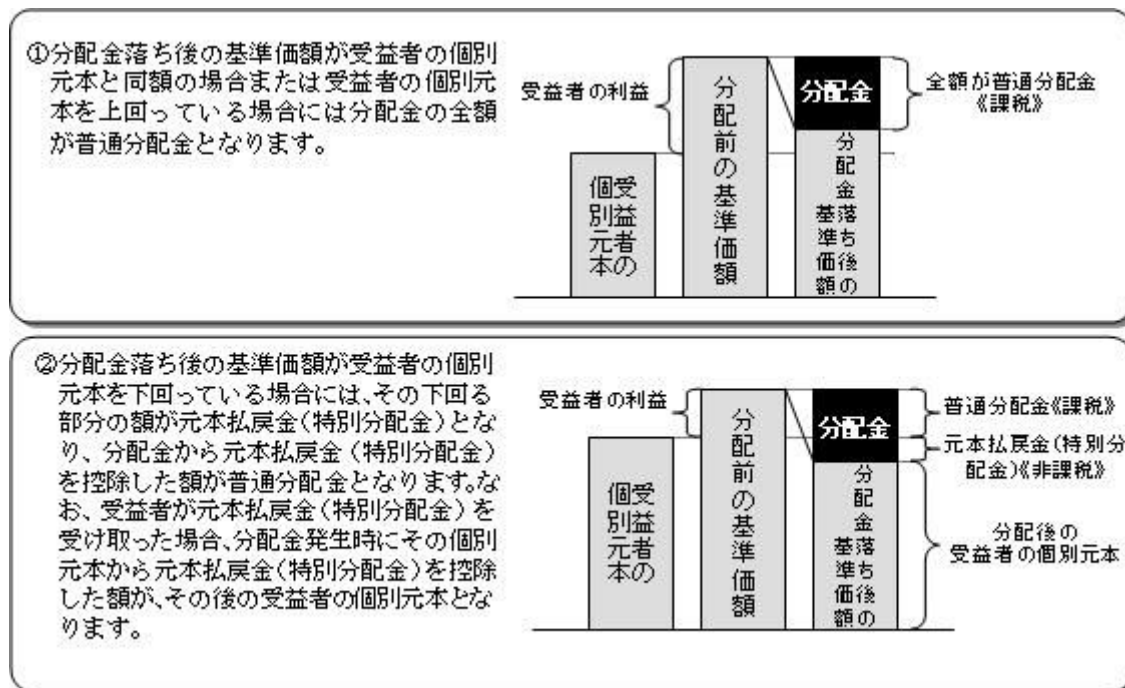 ①分配金落ち後の基準価額が受益者の個別
元本と同額の場合または受益者の個別元
本を上回っている場合には分配金の全額
が普通分配金となります。
受益者の利益
受益者の
個別元本
分配前の基準価額
分配金
分配金落ち後の
基準価額
全額が普通分配金
《課税》
②分配金落ち後の基準価額が受益者の個別
元本を下回っている場合には、その下回る
部分の額が元本払戻金(特別分配金)とな
り、分配金から元本払戻金(特別分配金)
を控除した額が普通分配金となります。な
お、受益者が元本払戻金(特別分配金)を
受け取った場合、分配金発生時にその個別
元本から元本払戻金(特別分配金)を控除
した額が、その後の受益者の個別元本とな
ります。
受益者の利益
受益者の
個別元本
分配前の基準価額
分配金
分配金落ち後の
基準価額
普通分配金《課税》
元本払戻金(特別分
配金)《非課税》
分配後の
受益者の個別元本